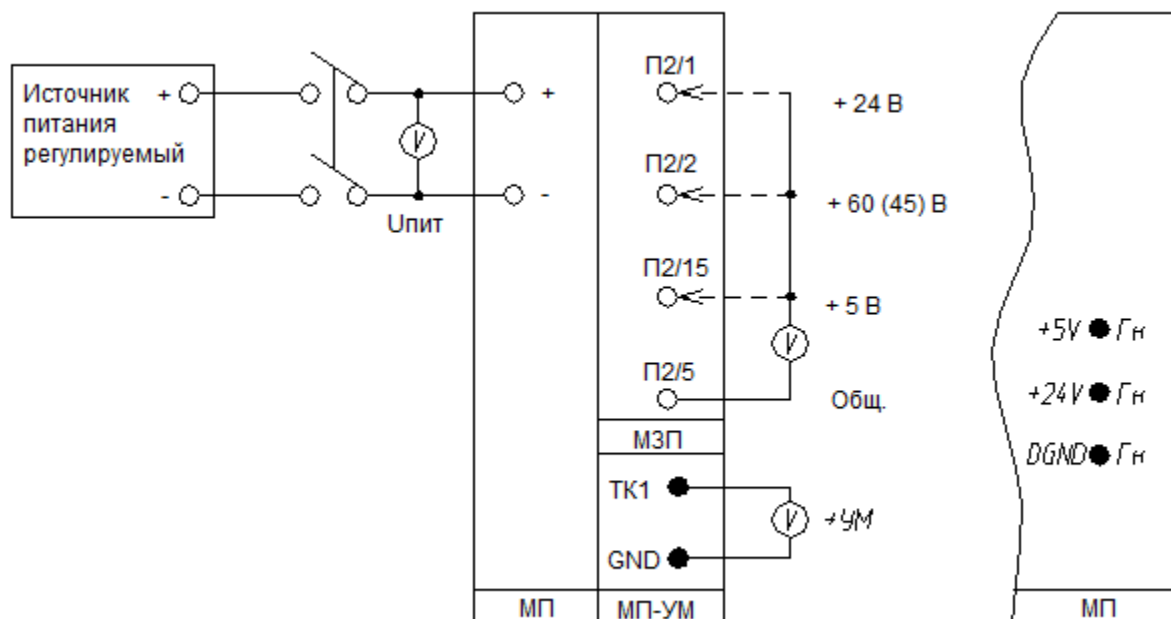 Источник +
питания
регулируемый
-
V
Uпит
+
-
П2/1
+ 24 В
П2/2
+ 60 (45) В
П2/15
+ 5 В
V
П2/5
Общ.
МЗП
ТК1
V +УМ
GND
МП
МП-УМ
+5V Гн
+24V Гн
DGND Гн
МП